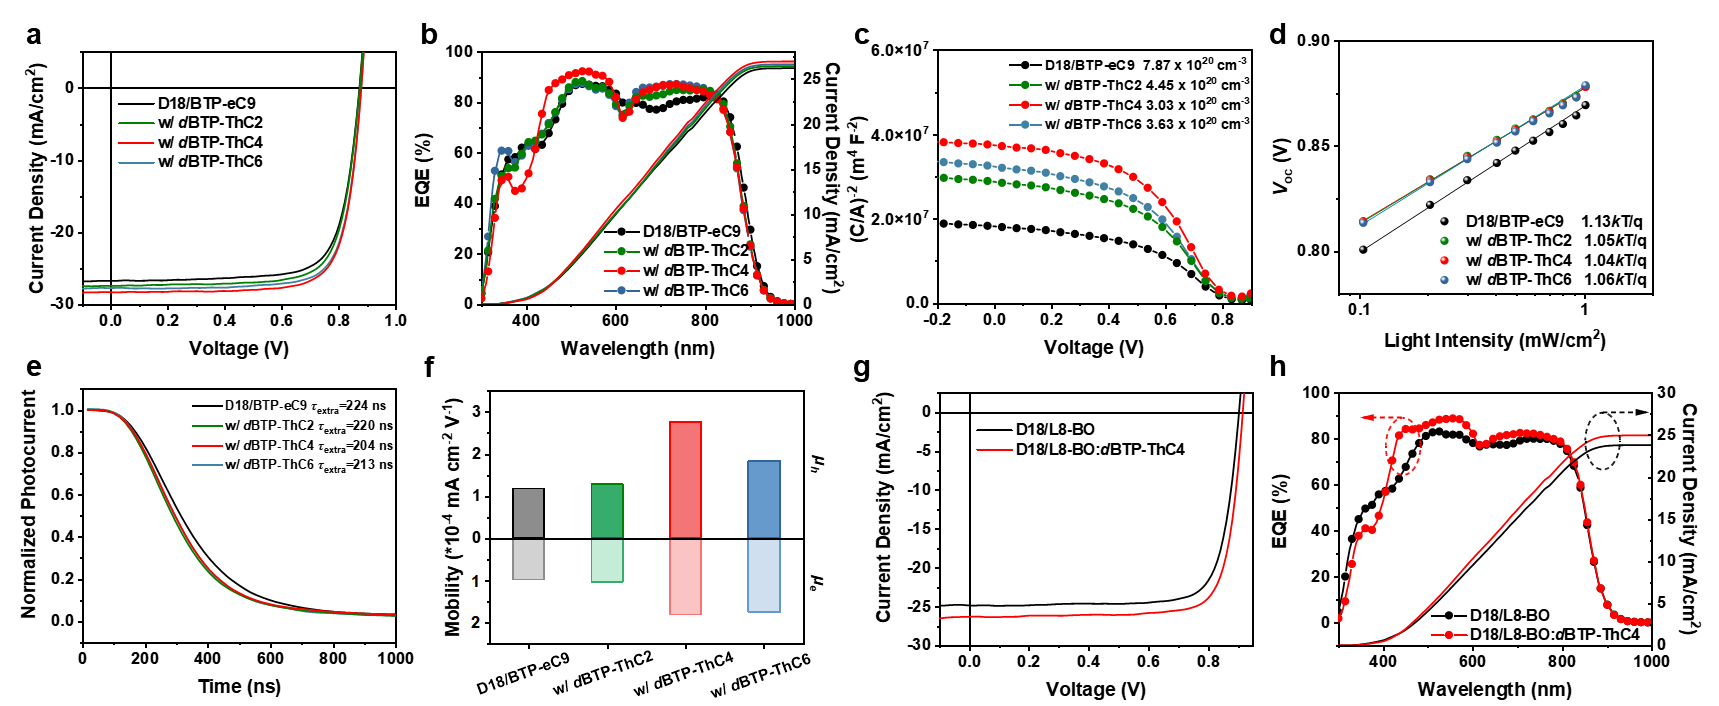 a
0
-10
-20
-30
0.0
0.2
0.4
0.6
0.8
1.0
Current Density (mA/cm²)
Voltage (V)
D18/BTP-eC9
w/ dBTP-ThC2
w/ dBTP-ThC4
w/ dBTP-ThC6
b
100
80
60
40
20
0
400
600
800
1000
25
20
15
10
5
0
EQE (%)
Current Density (mA/cm²)
Wavelength (nm)
D18/BTP-eC9
w/ dBTP-ThC2
w/ dBTP-ThC4
w/ dBTP-ThC6
c
6.0×10⁷
4.0×10⁷
2.0×10⁷
0.0
-0.2
0.0
0.2
0.4
0.6
0.8
(C/A)⁻² (m⁴ F⁻²)
Voltage (V)
D18/BTP-eC9 7.87 x 10²⁰ cm⁻³
w/ dBTP-ThC2 4.45 x 10²⁰ cm⁻³
w/ dBTP-ThC4 3.03 x 10²⁰ cm⁻³
w/ dBTP-ThC6 3.63 x 10²⁰ cm⁻³
d
0.90
0.85
0.80
0.1
1
Voc (V)
Light Intensity (mW/cm²)
D18/BTP-eC9 1.13kT/q
w/ dBTP-ThC2 1.05kT/q
w/ dBTP-ThC4 1.04kT/q
w/ dBTP-ThC6 1.06kT/q
e
1.0
0.8
0.6
0.4
0.2
0.0
0
200
400
600
800
1000
Normalized Photocurrent
Time (ns)
D18/BTP-eC9 τextra=224 ns
w/ dBTP-ThC2 τextra=220 ns
w/ dBTP-ThC4 τextra=204 ns
w/ dBTP-ThC6 τextra=213 ns
f
3
2
1
0
1
2
Mobility (*10⁻⁴ mA cm⁻² V⁻¹)
μh
μe
D18/BTP-eC9
w/ dBTP-ThC2
w/ dBTP-ThC4
w/ dBTP-ThC6
g
0
-5
-10
-15
-20
-25
-30
0.0
0.2
0.4
0.6
0.8
Current Density (mA/cm²)
Voltage (V)
D18/L8-BO
D18/L8-BO:dBTP-ThC4
h
100
80
60
40
20
0
400
600
800
1000
30
25
20
15
10
5
0
EQE (%)
Current Density (mA/cm²)
Wavelength (nm)
D18/L8-BO
D18/L8-BO:dBTP-ThC4